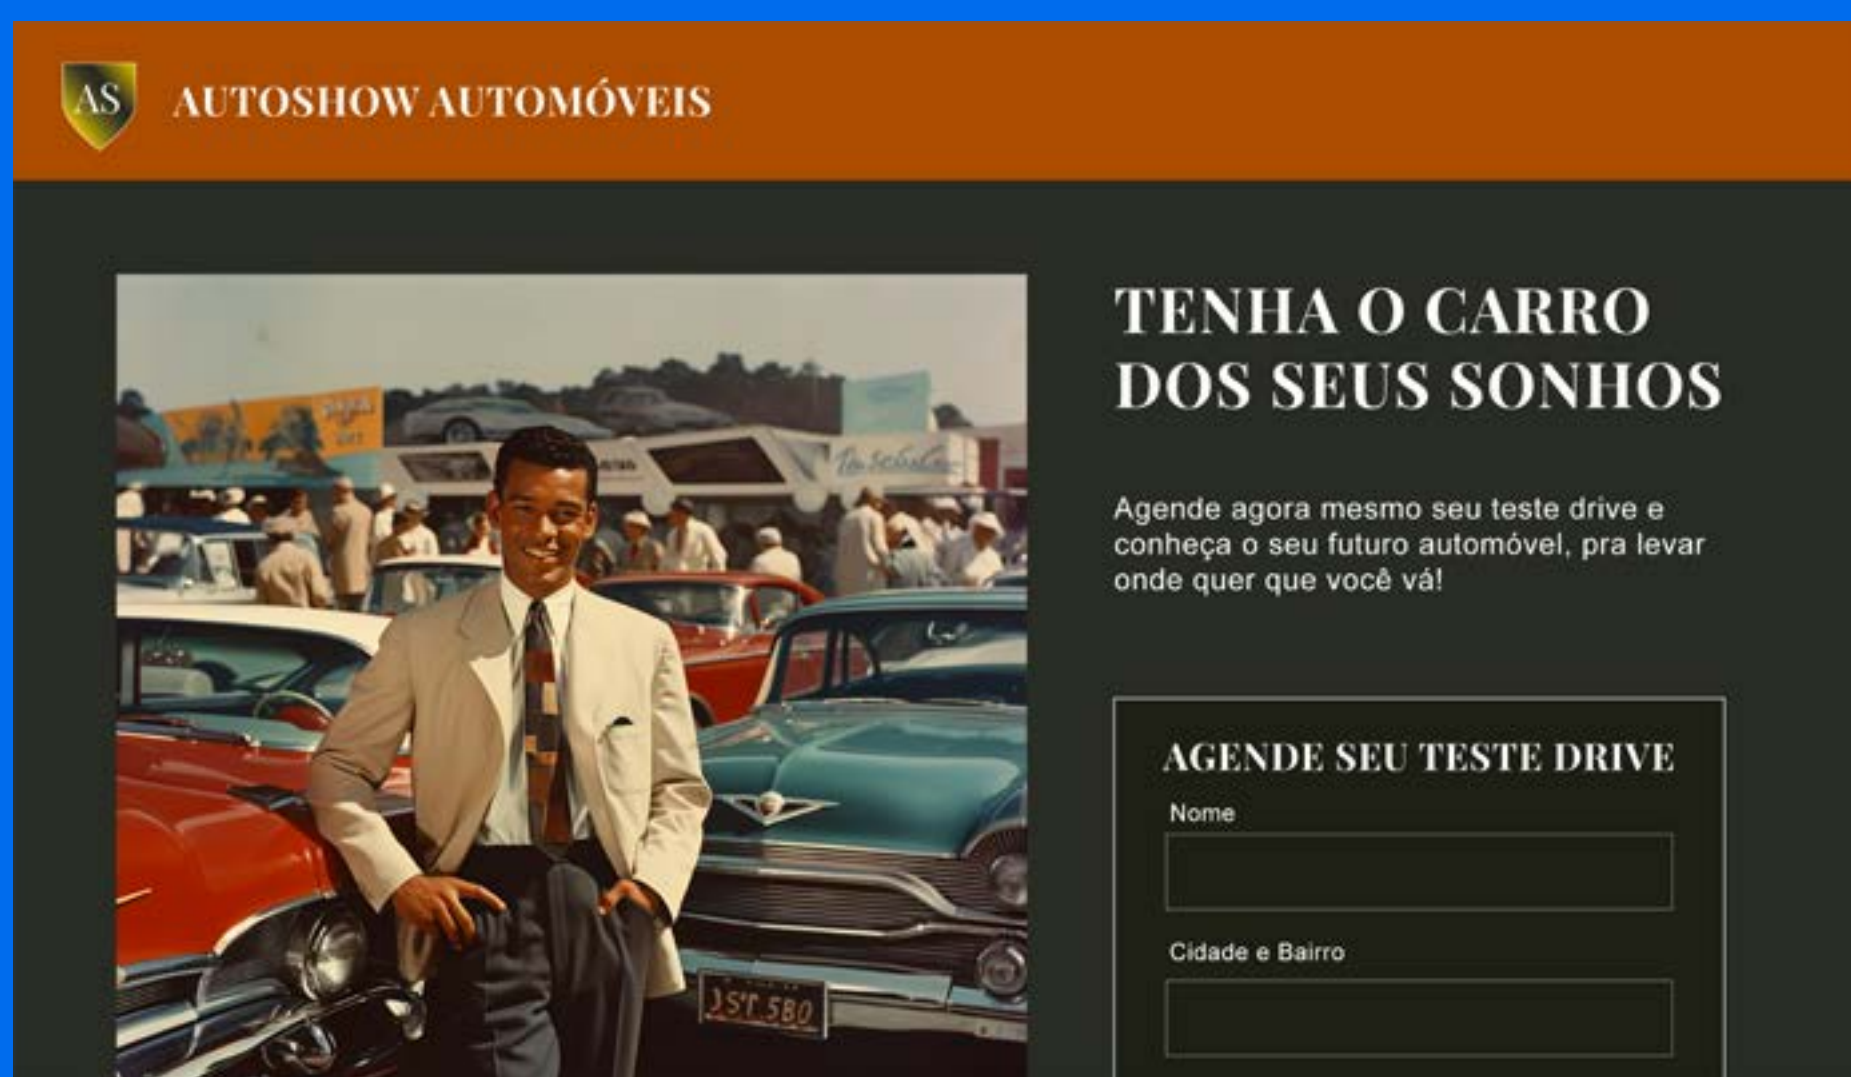 AS
AUTOSHOW AUTOMÓVEIS
TENHA O CARRO
DOS SEUS SONHOS
Agende agora mesmo seu teste drive e
conheça o seu futuro automóvel, pra levar
onde quer que você vá!
AGENDE SEU TESTE DRIVE
Nome
Cidade e Bairro